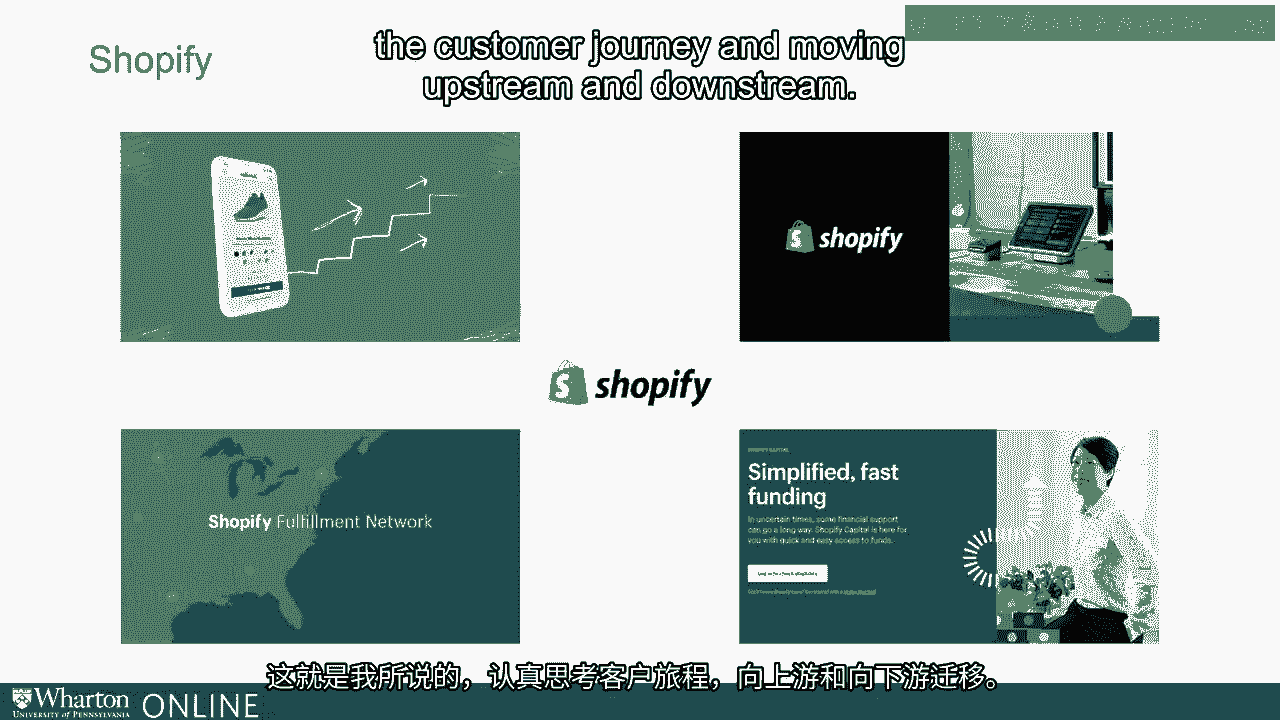 Shopify
the customer journey and moving
upstream and downstream.
shopify
shopify
Shopify Fulfillment Network
SHOPIFY CAPITAL
Simplified, fast
funding
In uncertain times, some financial support
can go a long way. Shopify Capital is here for
you with quick and easy access to funds.
这就是我所说的，认真思考客户旅程，向上游和向下游迁移。
Wharton
UNIVERSITY of PENNSYLVANIA
ONLINE